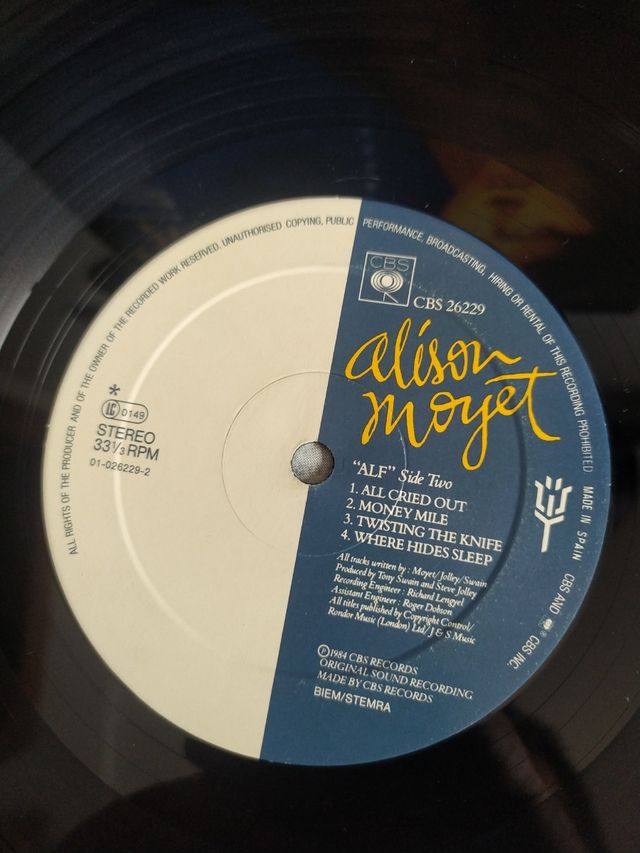 ALL RIGHTS OF THE PRODUCER AND OF THE OWNER OF THE RECORDED WORK RESERVED. UNAUTHORISED COPYING, PUBLIC PERFORMANCE, BROADCASTING, HIRING OR RENTAL OF THIS RECORDING PROHIBITED. MADE IN SPAIN CBS AND ® CBS INC.
CBS
CBS 26229
alison
moyet
*
LC 0149
STEREO
33⅓ RPM
01-026229-2
"ALF" Side Two
1. ALL CRIED OUT
2. MONEY MILE
3. TWISTING THE KNIFE
4. WHERE HIDES SLEEP
All tracks written by : Moyet/Jolley/Swain
Produced by Tony Swain and Steve Jolley
Recording Engineer : Richard Lengyel
Assistant Engineer : Roger Dobson
All titles published by Copyright Control/
Ronder Music (London) Ltd/J & S Music
℗1984 CBS RECORDS
ORIGINAL SOUND RECORDING
MADE BY CBS RECORDS
BIEM/STEMRA